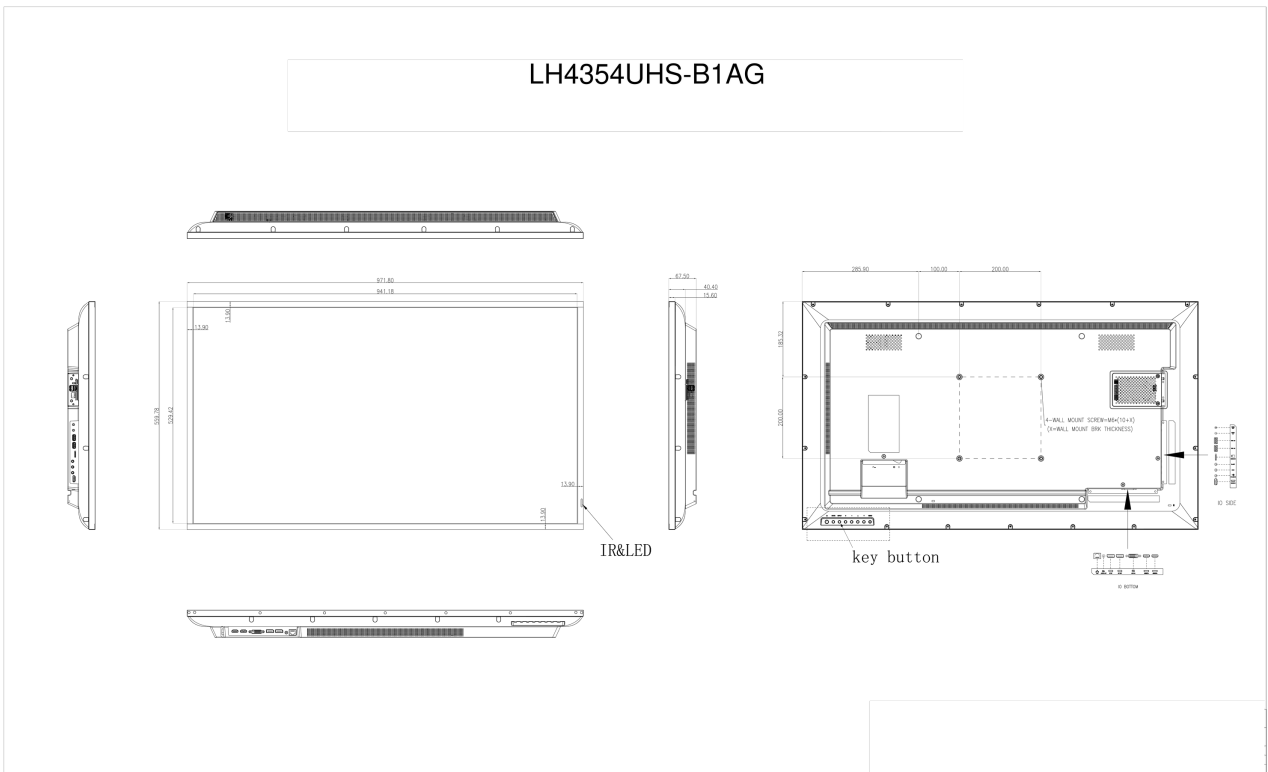 LH4354UHS-B1AG
971.80
941.18
13.90
13.90
559.78
529.42
13.90
13.90
IR&LED
67.50
40.40
15.60
285.90
100.00
200.00
185.32
200.00
4-WALL MOUNT SCREW=M6*(10+X)
(X=WALL MOUNT BRK THICKNESS)
key button
IO SIDE
IO BOTTOM